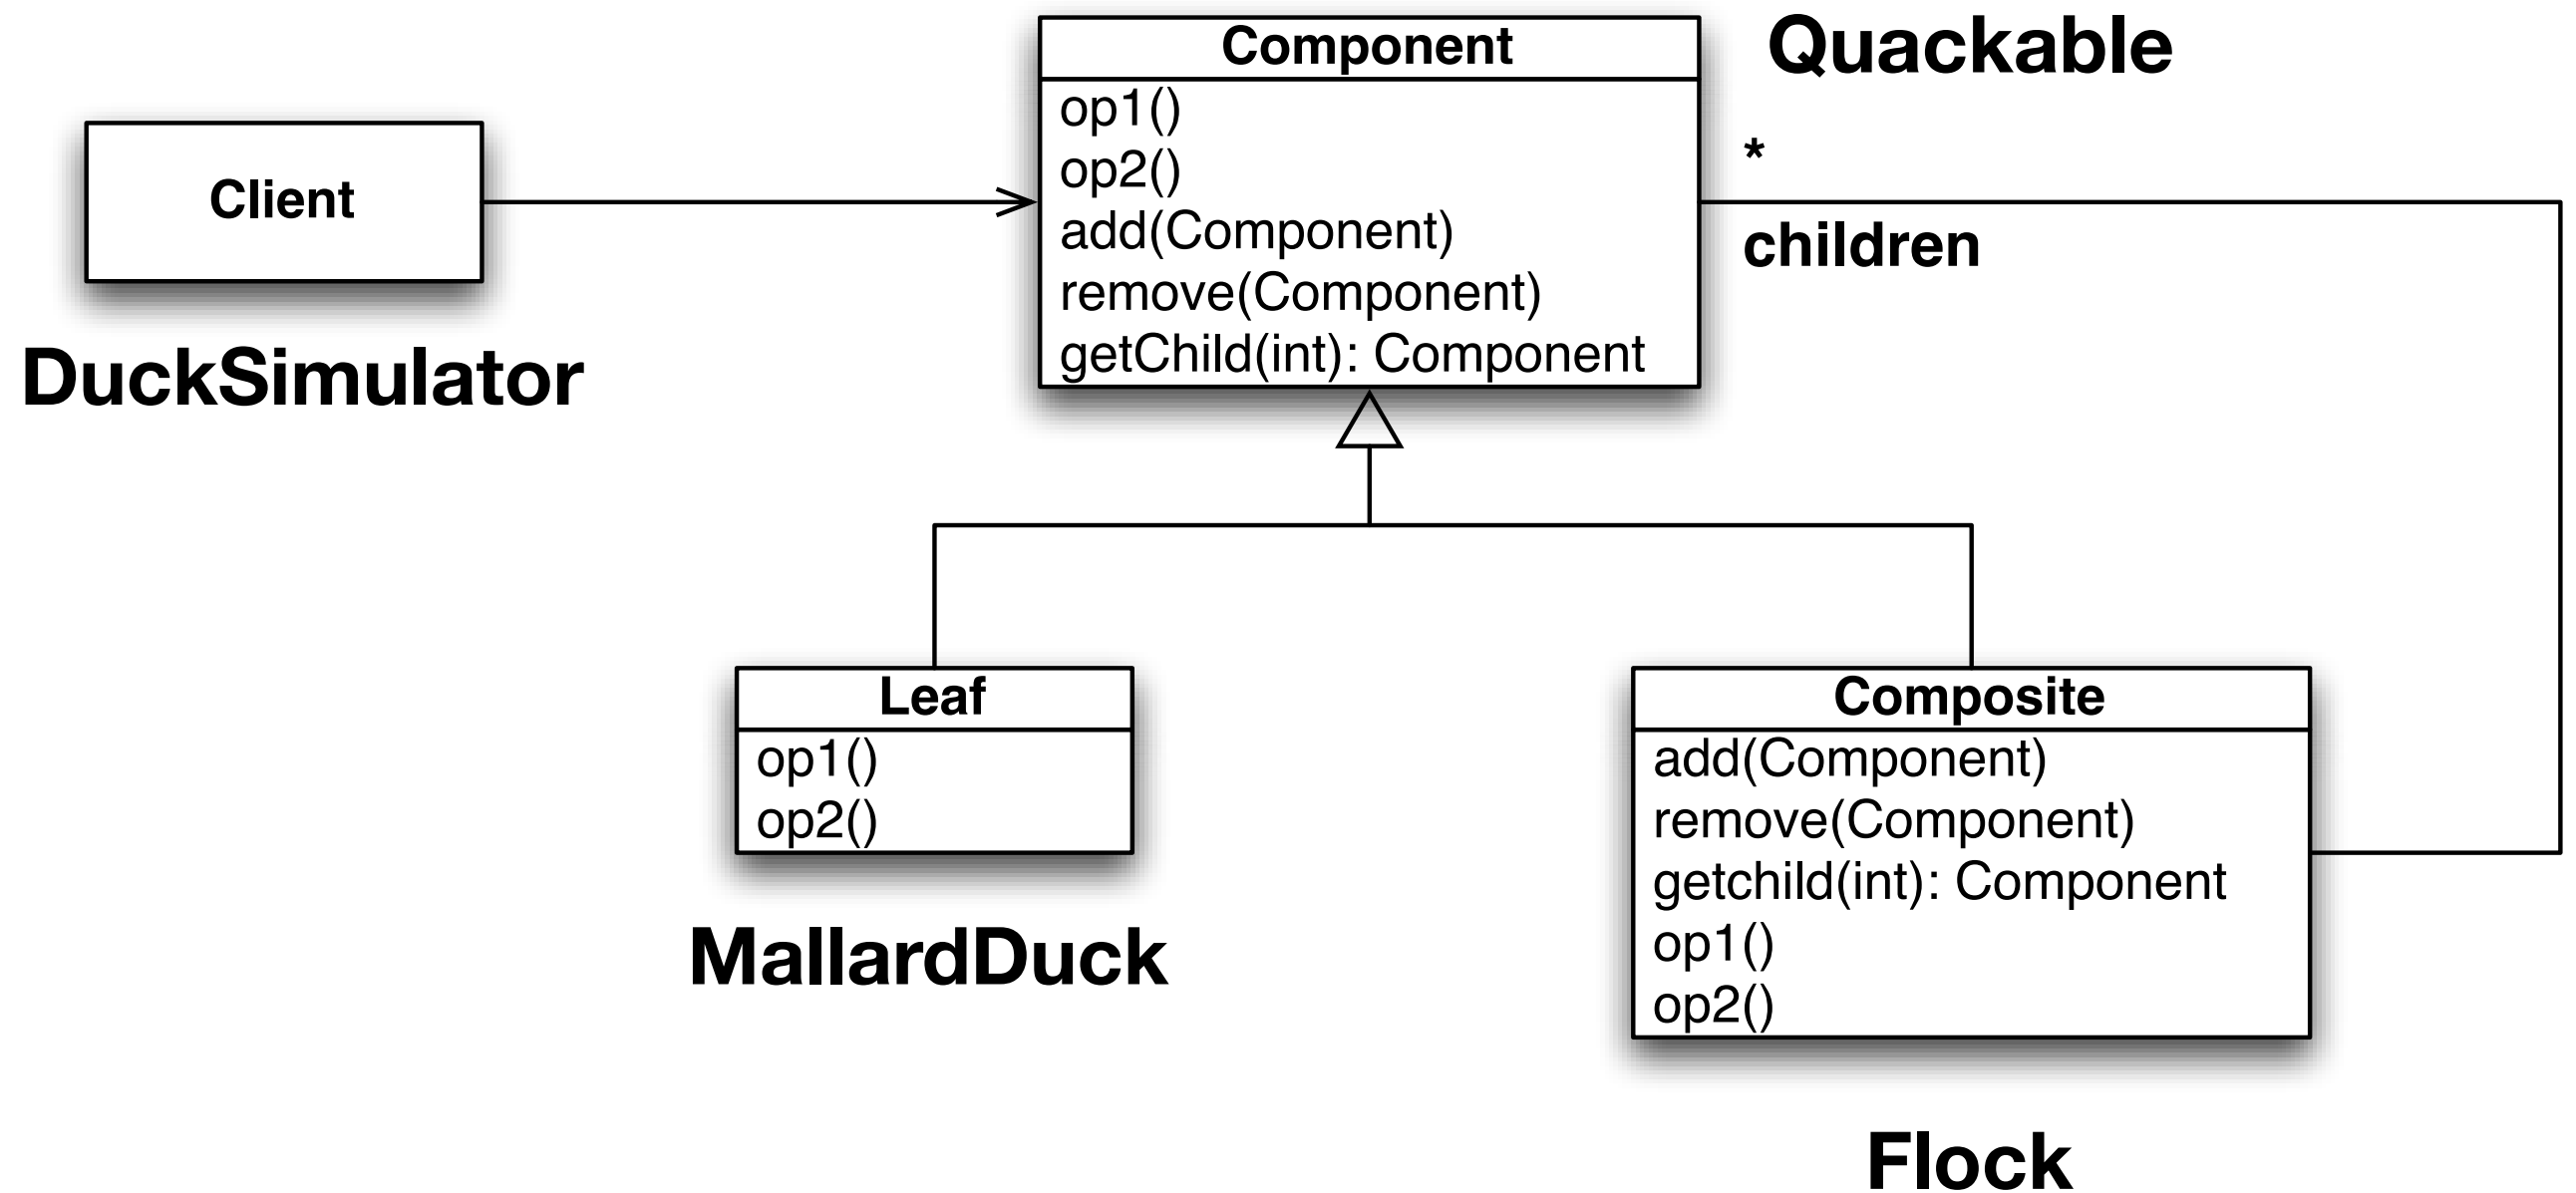 Component
Quackable
op1()
op2()
add(Component)
remove(Component)
getChild(int): Component
*
children
Client
DuckSimulator
Leaf
op1()
op2()
MallardDuck
Composite
add(Component)
remove(Component)
getchild(int): Component
op1()
op2()
Flock